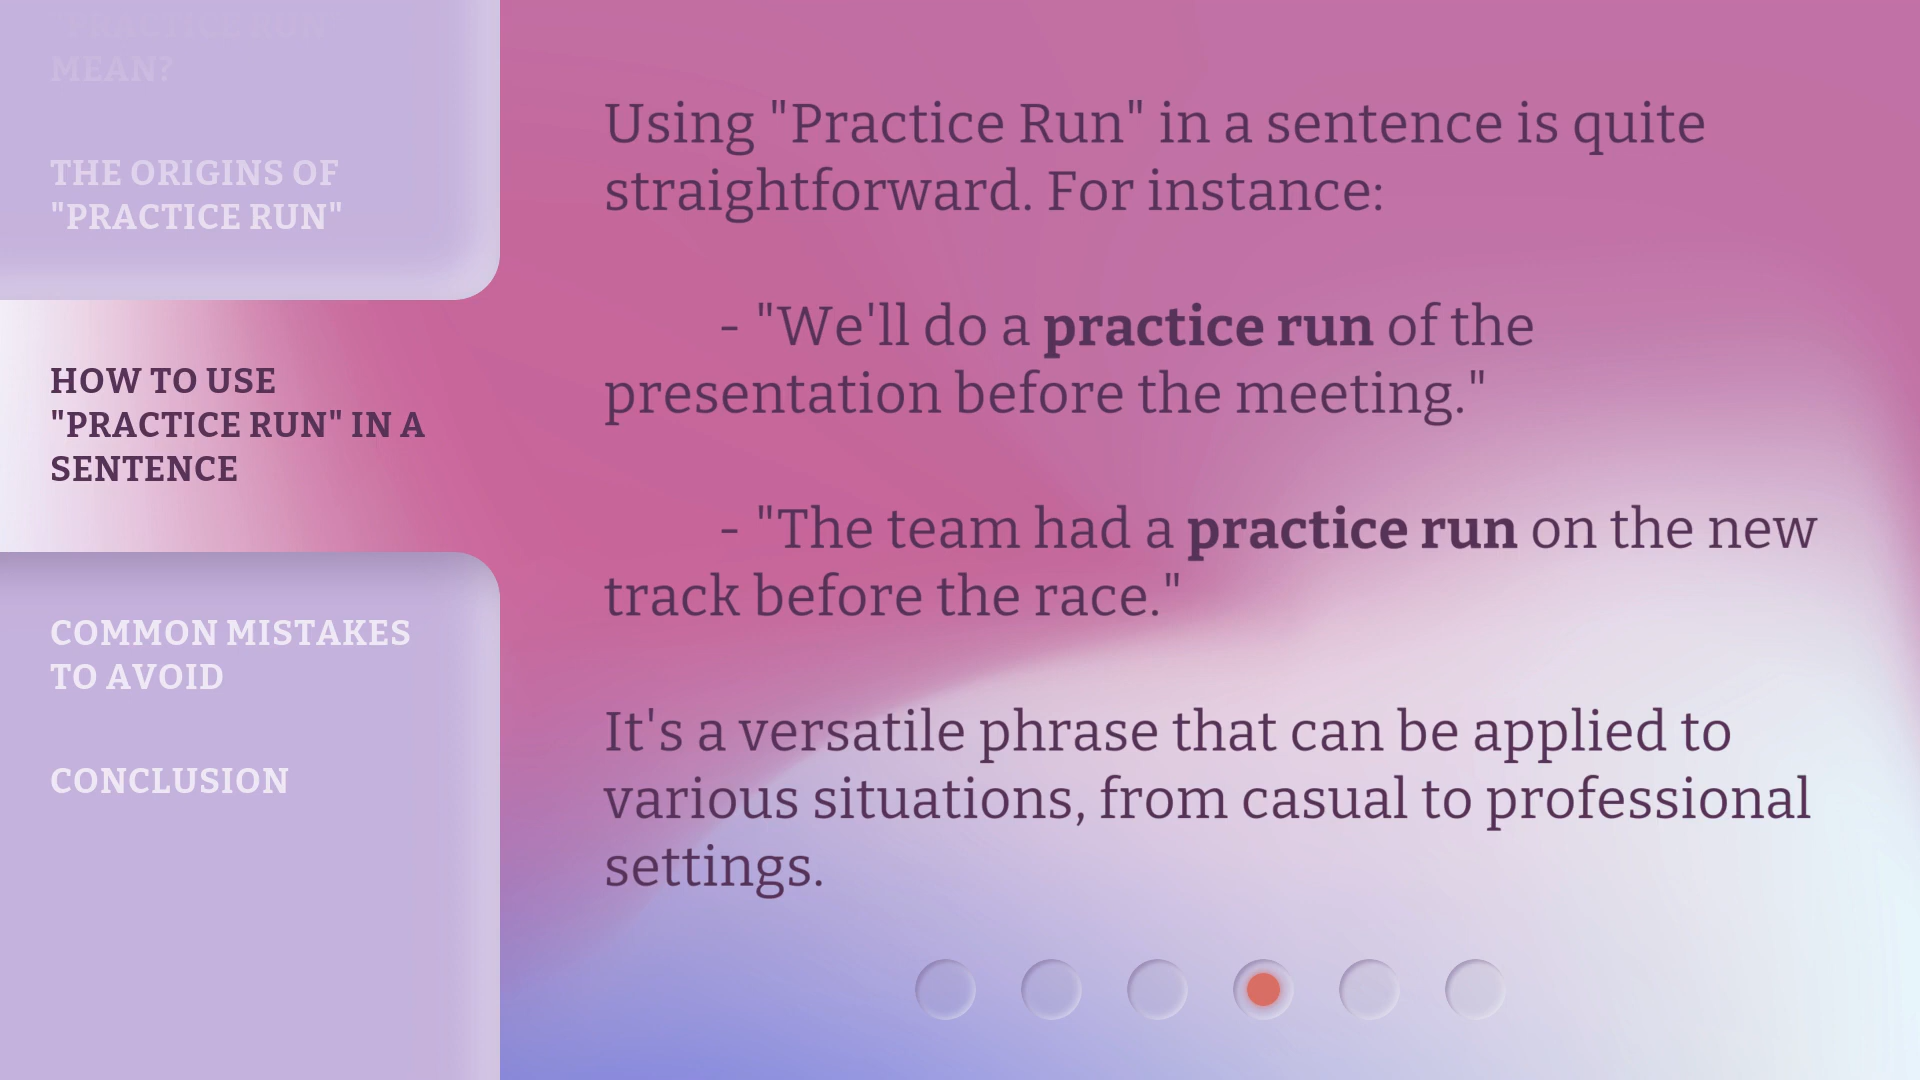 "PRACTICE RUN
MEAN?
THE ORIGINS OF
"PRACTICE RUN"
HOW TO USE
"PRACTICE RUN" IN A
SENTENCE
COMMON MISTAKES
TO AVOID
CONCLUSION
Using "Practice Run" in a sentence is quite
straightforward. For instance:
- "We'll do a practice run of the
presentation before the meeting."
- "The team had a practice run on the new
track before the race."
It's a versatile phrase that can be applied to
various situations, from casual to professional
settings.